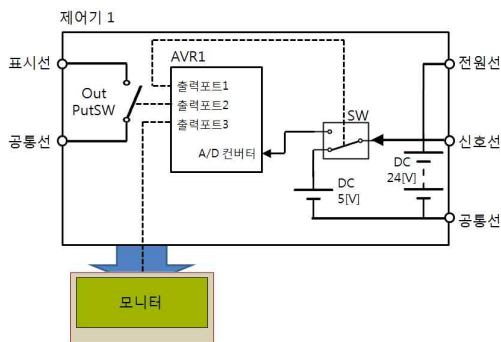 제어기 1
표시선
공통선
Out
PutSW
AVR1
출력포트1
출력포트2
출력포트3
A/D 컨버터
SW
DC
5[V]
DC
24[V]
전원선
신호선
공통선
모니터